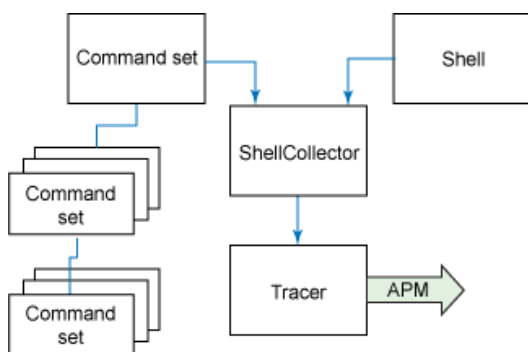 Command set
Shell
ShellCollector
Command
set
Tracer
APM
Command
set